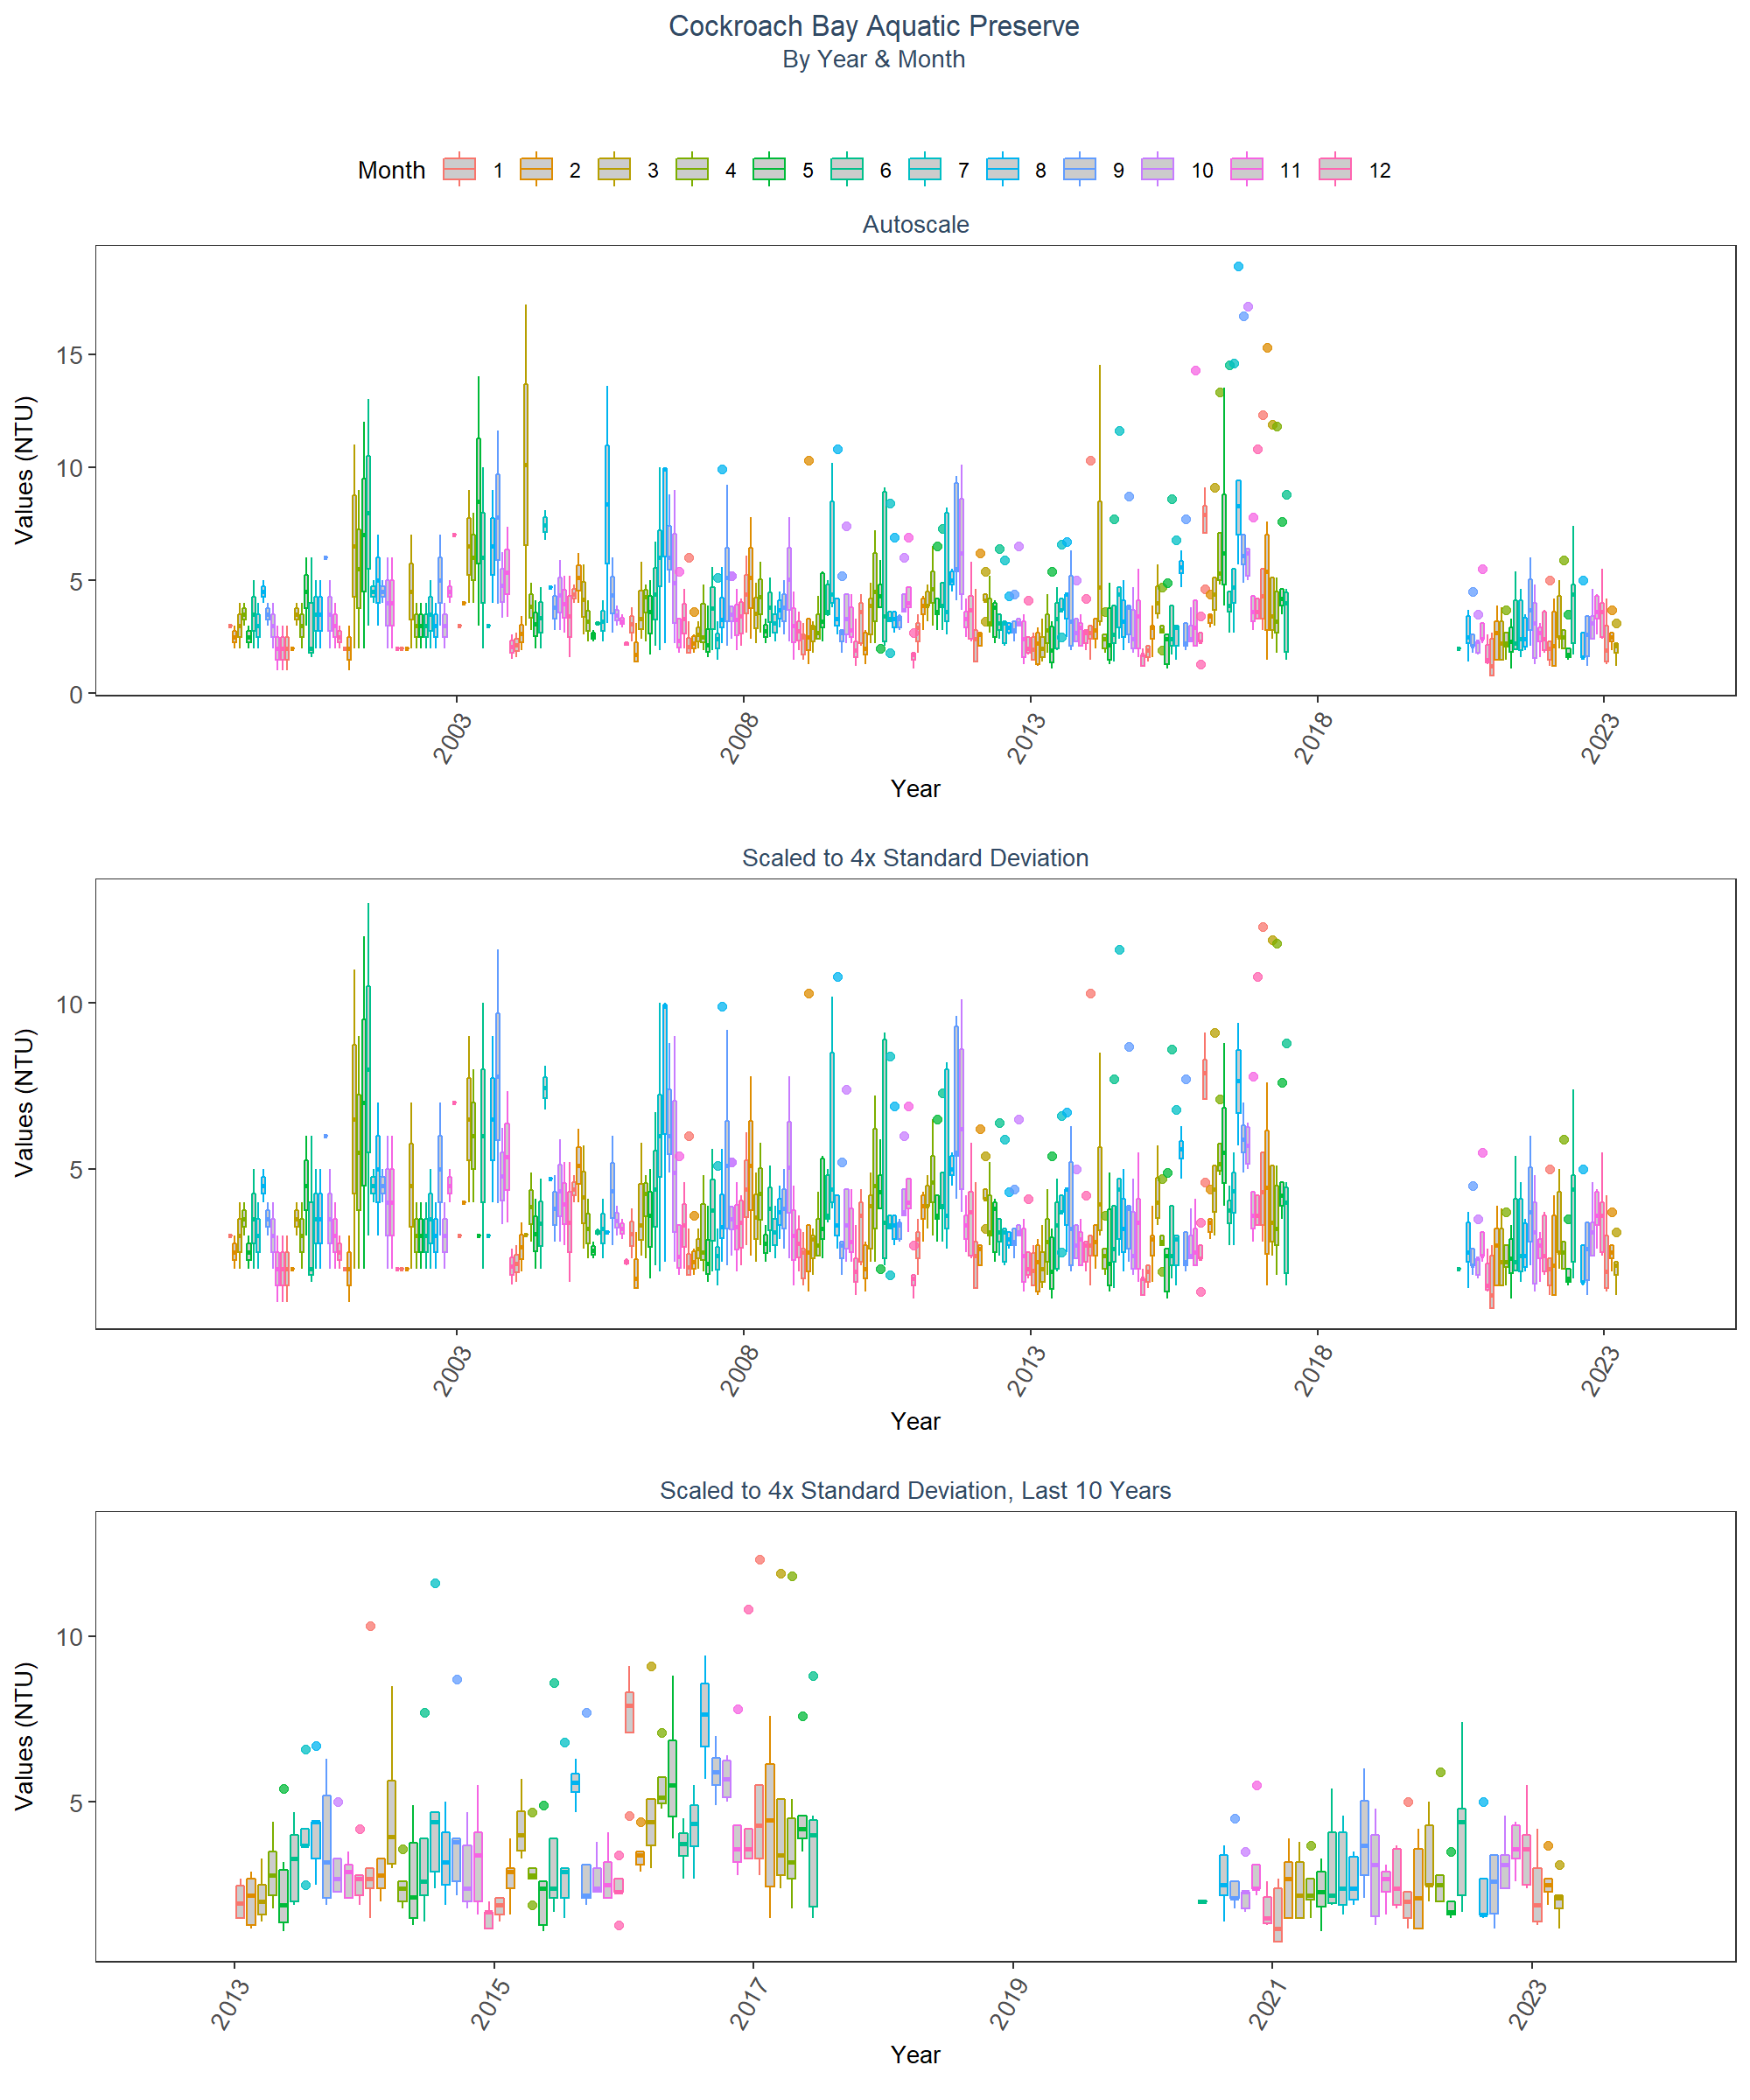 Cockroach Bay Aquatic Preserve
By Year & Month
Month 1 2 3 4 5 6 7 8 9 10 11 12
Autoscale
Values (NTU)
15
10
5
0
2003 2008 2013 2018 2023
Year
Scaled to 4x Standard Deviation
Values (NTU)
10
5
2003 2008 2013 2018 2023
Year
Scaled to 4x Standard Deviation, Last 10 Years
Values (NTU)
10
5
2013 2015 2017 2019 2021 2023
Year